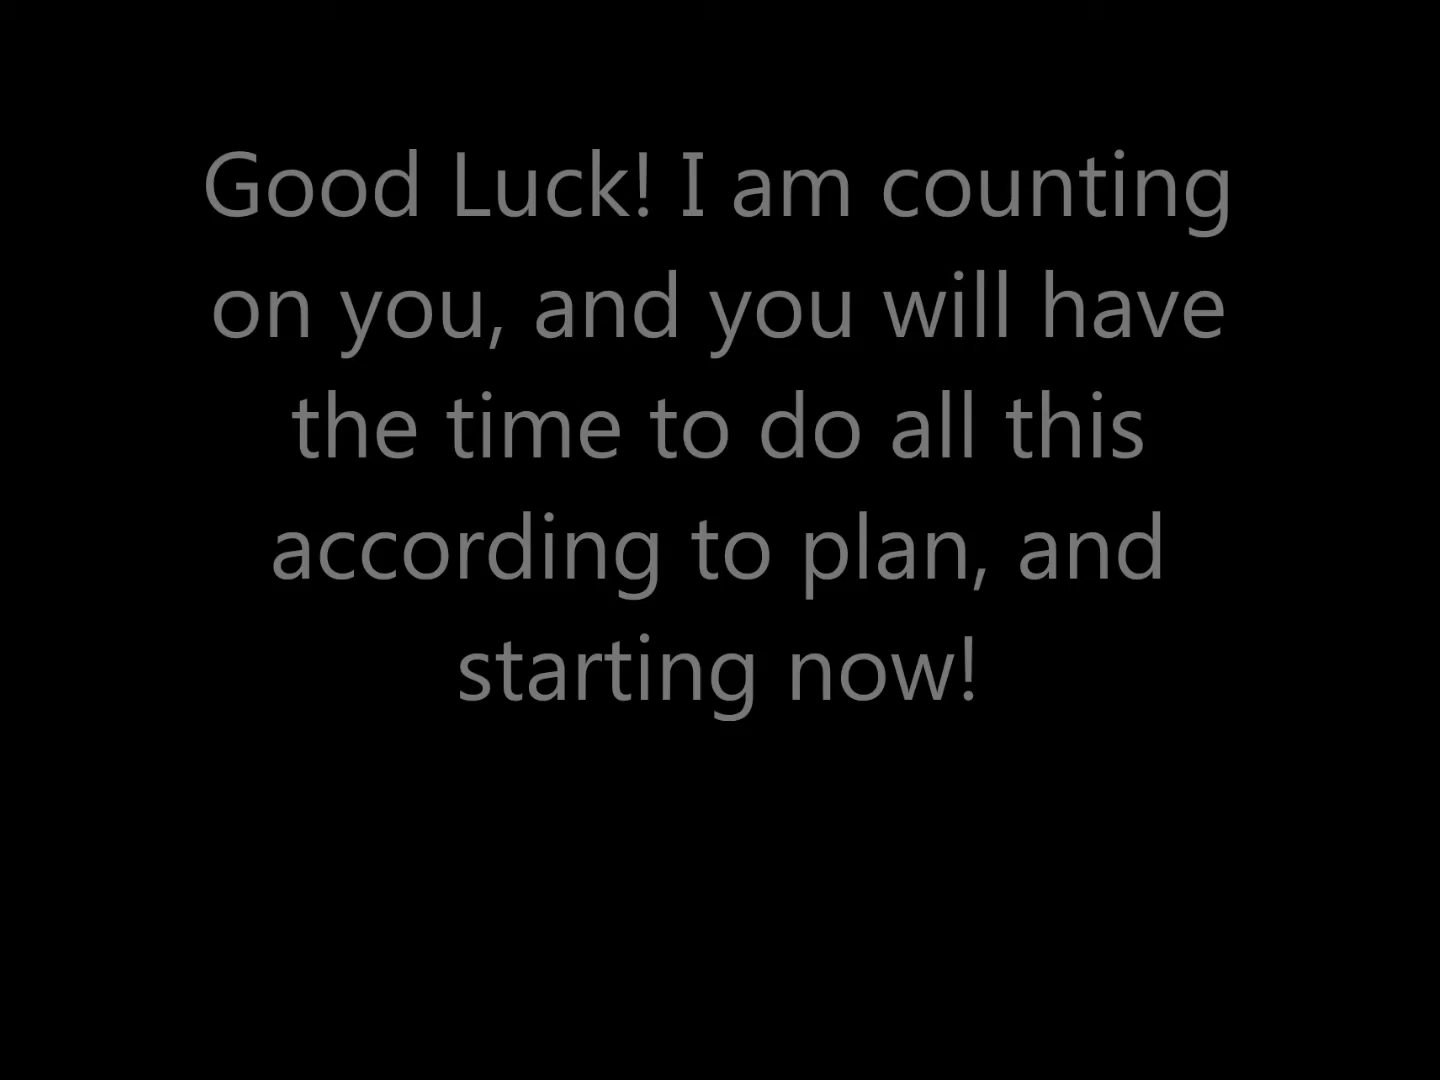 Good Luck! I am counting
on you, and you will have
the time to do all this
according to plan, and
starting now!